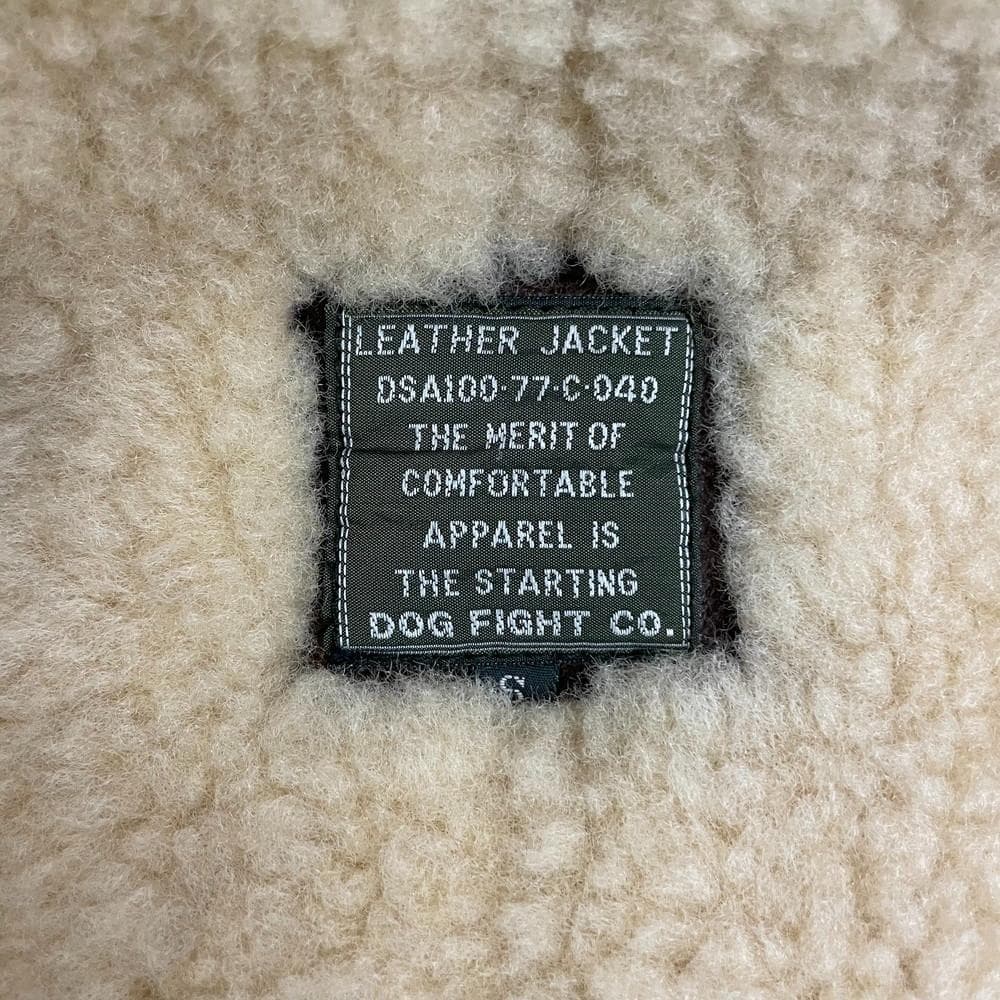 LEATHER JACKET
DSA100-77-C-040
THE MERIT OF
COMFORTABLE
APPAREL IS
THE STARTING
DOG FIGHT CO.
S